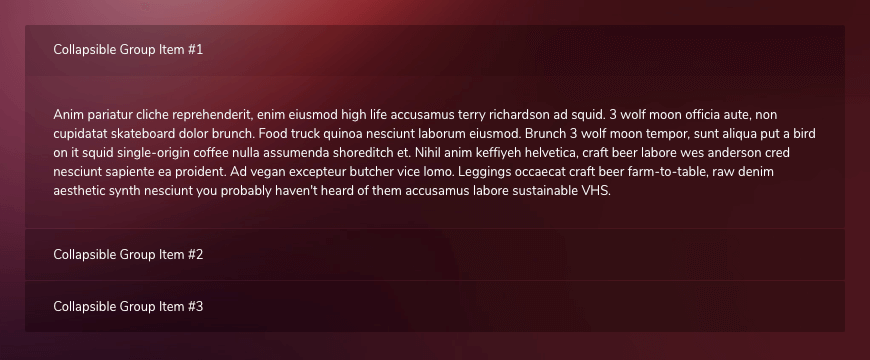 Collapsible Group Item #1
Anim pariatur cliche reprehenderit, enim eiusmod high life accusamus terry richardson ad squid. 3 wolf moon officia aute, non
cupidatat skateboard dolor brunch. Food truck quinoa nesciunt laborum eiusmod. Brunch 3 wolf moon tempor, sunt aliqua put a bird
on it squid single-origin coffee nulla assumenda shoreditch et. Nihil anim keffiyeh helvetica, craft beer labore wes anderson cred
nesciunt sapiente ea proident. Ad vegan excepteur butcher vice lomo. Leggings occaecat craft beer farm-to-table, raw denim
aesthetic synth nesciunt you probably haven't heard of them accusamus labore sustainable VHS.
Collapsible Group Item #2
Collapsible Group Item #3